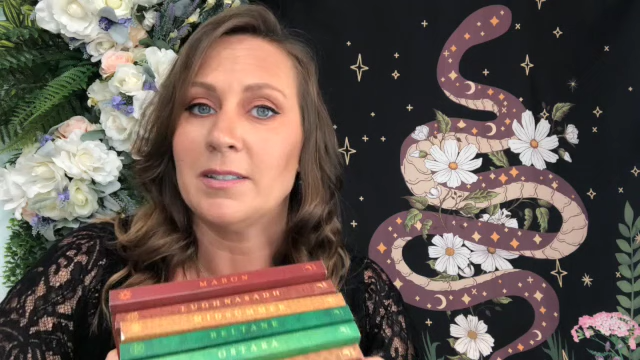 MABON
LUGHNASADH
MIDSUMMER
BELTANE
OSTARA